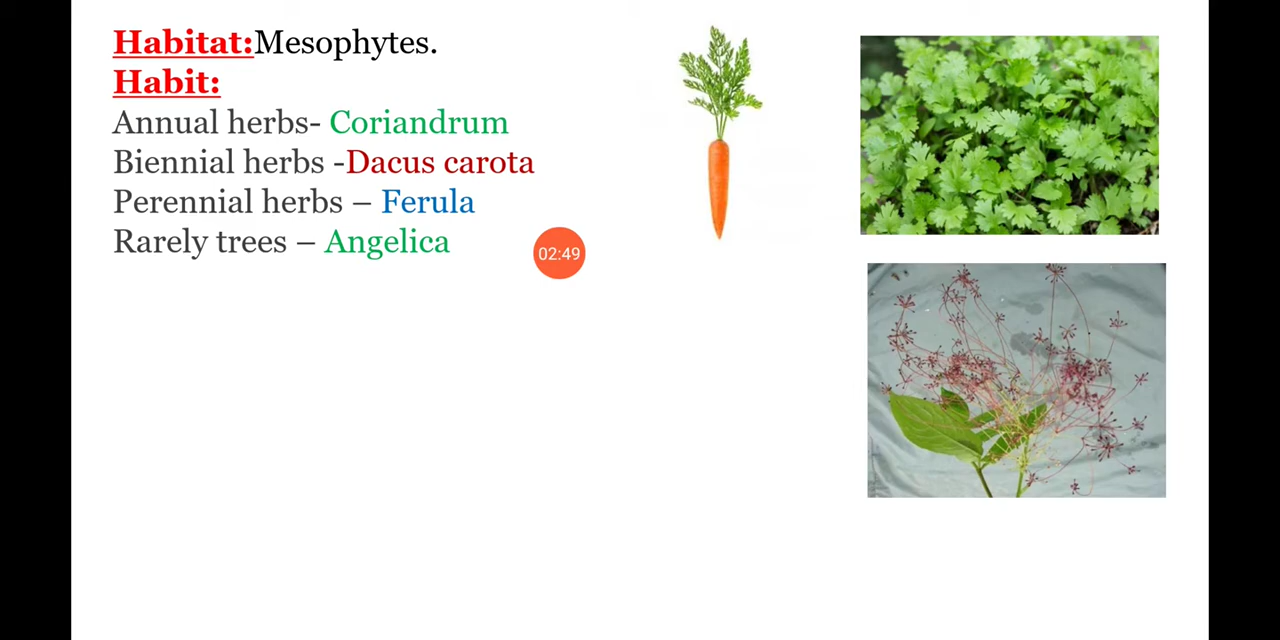 Habitat:Mesophytes.
Habit:
Annual herbs- Coriandrum
Biennial herbs -Dacus carota
Perennial herbs – Ferula
Rarely trees – Angelica
02:49